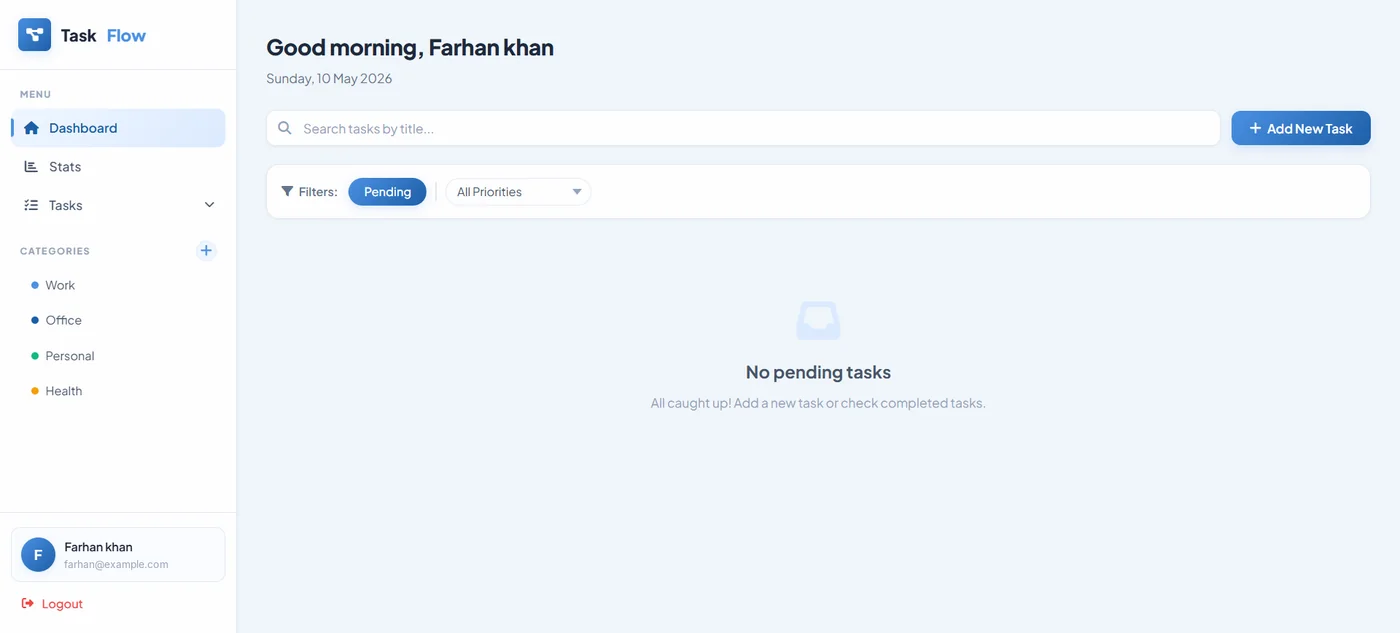 Task Flow
MENU
Dashboard
Stats
Tasks
CATEGORIES
Work
Office
Personal
Health
F
Farhan khan
farhan@example.com
Logout
Good morning, Farhan khan
Sunday, 10 May 2026
Search tasks by title...
+ Add New Task
Filters: Pending All Priorities
No pending tasks
All caught up! Add a new task or check completed tasks.